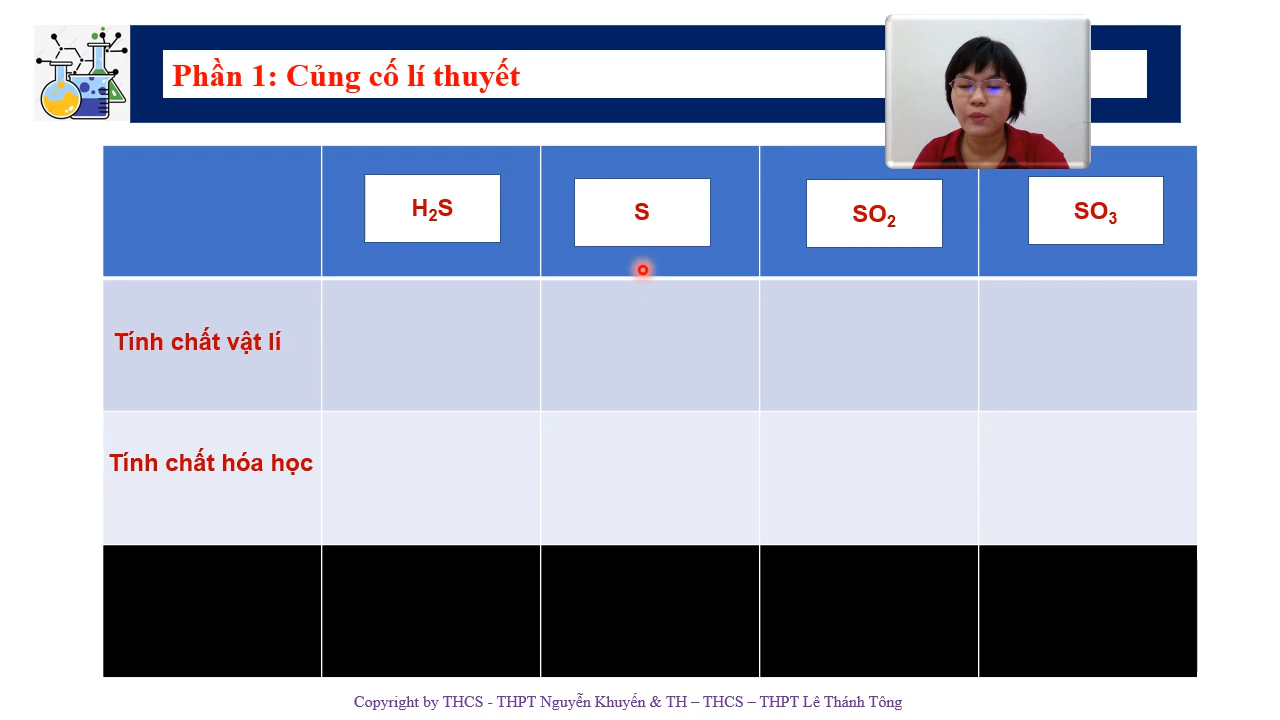 Phần 1: Củng cố lí thuyết
H₂S
S
SO₂
SO₃
Tính chất vật lí
Tính chất hóa học
Copyright by THCS - THPT Nguyễn Khuyến & TH – THCS – THPT Lê Thánh Tông